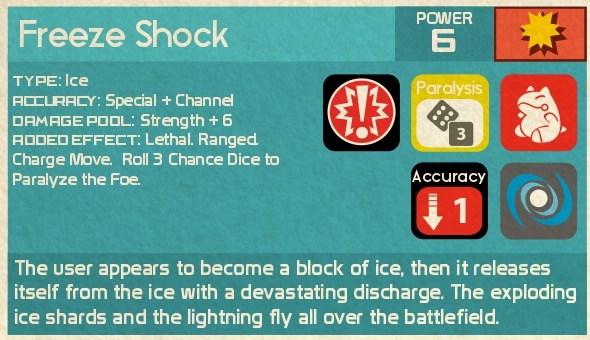 Freeze Shock
POWER
6
TYPE: Ice
ACCURACY: Special + Channel
DAMAGE POOL: Strength + 6
ADDED EFFECT: Lethal. Ranged.
Charge Move. Roll 3 Chance Dice to
Paralyze the Foe.
Paralysis
3
Accuracy
1
The user appears to become a block of ice, then it releases
itself from the ice with a devastating discharge. The exploding
ice shards and the lightning fly all over the battlefield.